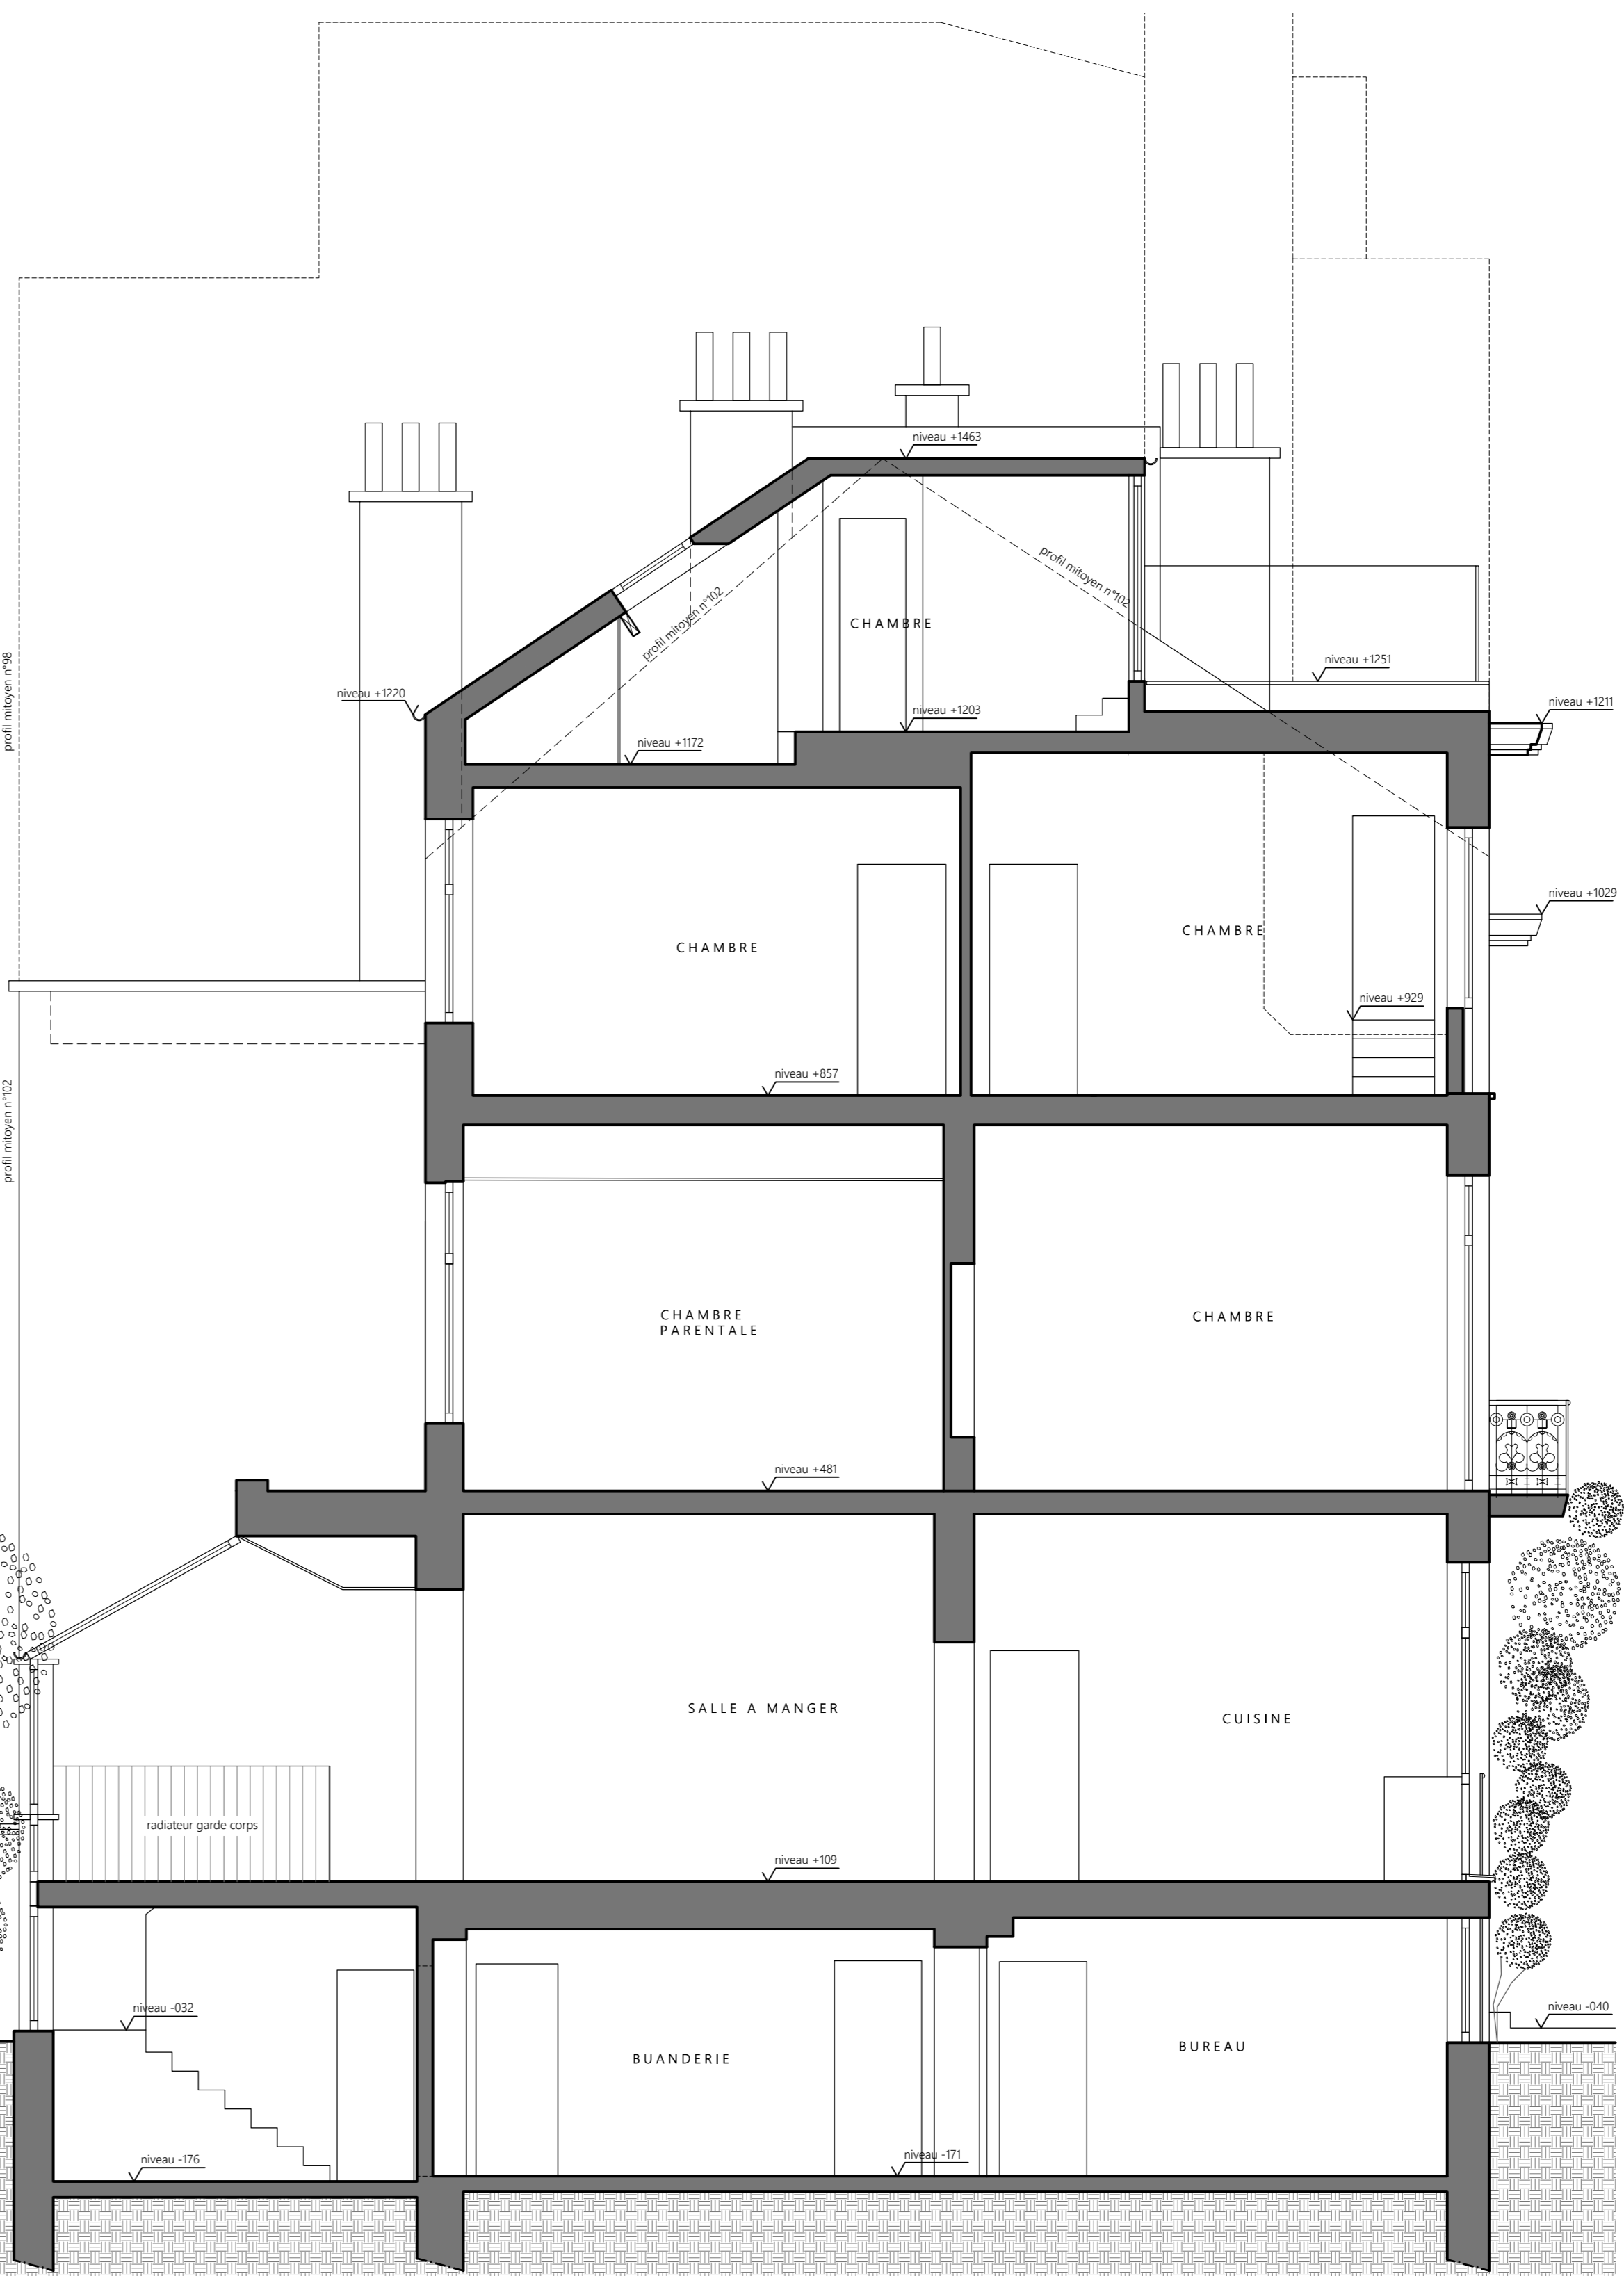 niveau +1463
profil mitoyen n°102
profil mitoyen n°102
CHAMBRE
profil mitoyen n°98
niveau +1251
niveau +1220
niveau +1211
niveau +1203
niveau +1172
niveau +1029
CHAMBRE
CHAMBRE
niveau +929
niveau +857
profil mitoyen n°102
CHAMBRE
PARENTALE
CHAMBRE
niveau +481
SALLE A MANGER
CUISINE
radiateur garde corps
niveau +109
niveau -032
niveau -040
BUANDERIE
BUREAU
niveau -176
niveau -171